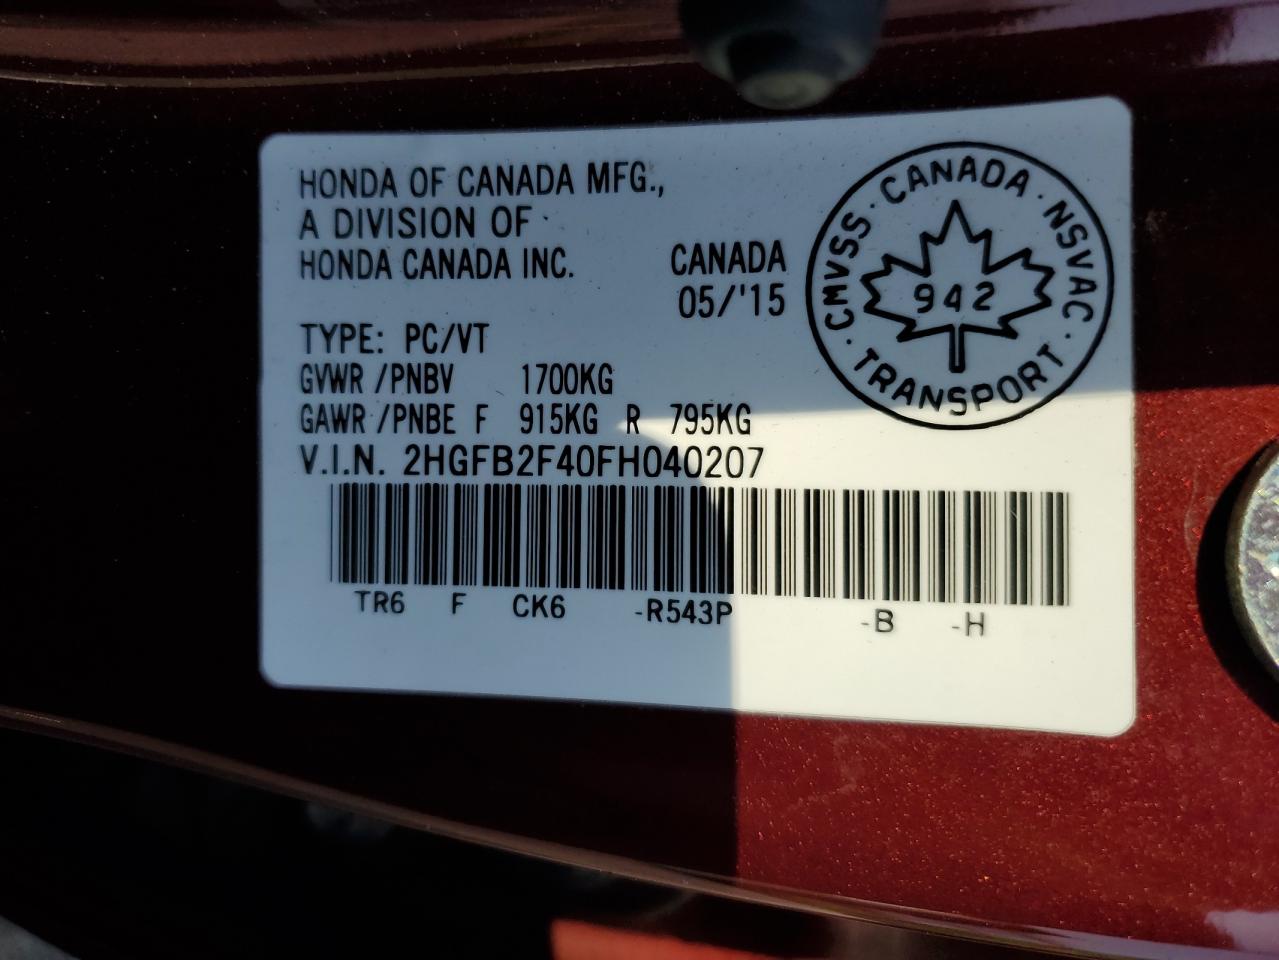 HONDA OF CANADA MFG.,
A DIVISION OF
HONDA CANADA INC.
CANADA
05/'15
CMVSS · CANADA · NSVAC · TRANSPORT ·
942
TYPE: PC/VT
GVWR /PNBV 1700KG
GAWR /PNBE F 915KG R 795KG
V.I.N. 2HGFB2F40FH040207
TR6 F CK6 -R543P -B -H